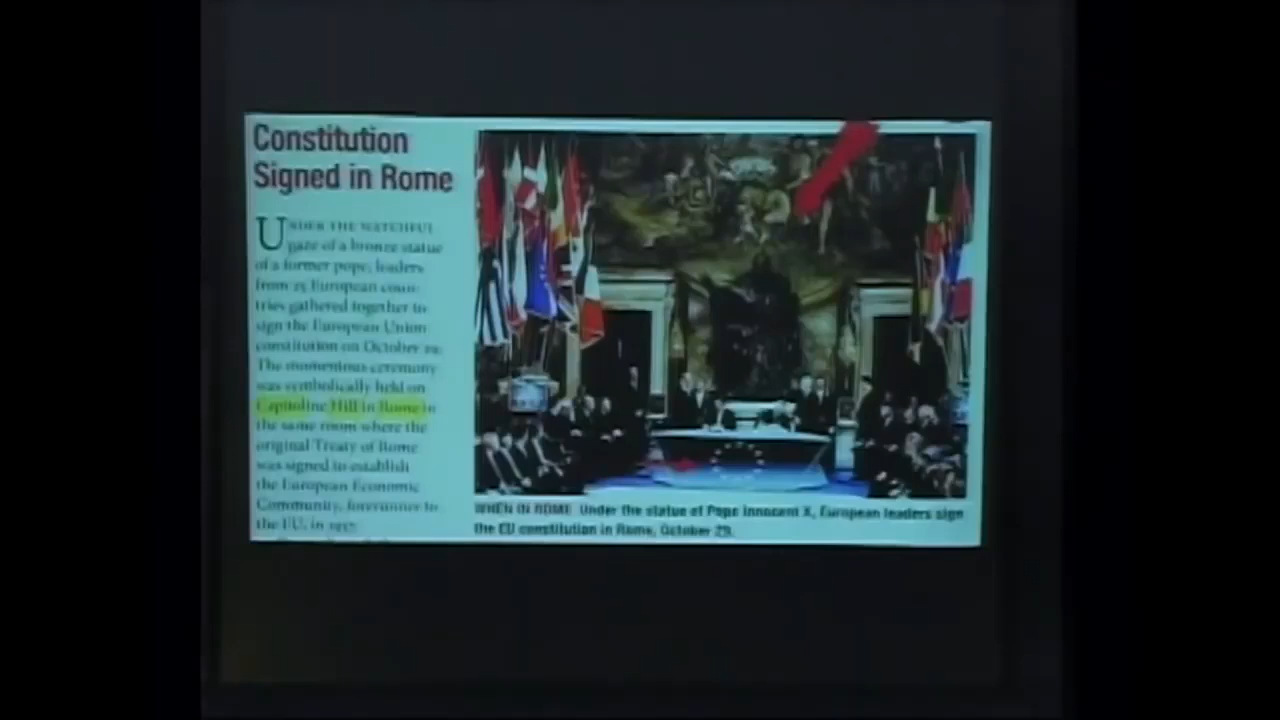 Constitution
Signed in Rome
UNDER THE WATCHFUL
gaze of a bronze statue
of a former pope, leaders
from 25 European coun-
tries gathered together to
sign the European Union
constitution on October 29.
The momentous ceremony
was symbolically held on
Capitoline Hill in Rome in
the same room where the
original Treaty of Rome
was signed to establish
the European Economic
Community, forerunner to
the EU, in 1957.
WHEN IN ROME Under the statue of Pope Innocent X, European leaders sign
the EU constitution in Rome, October 29.